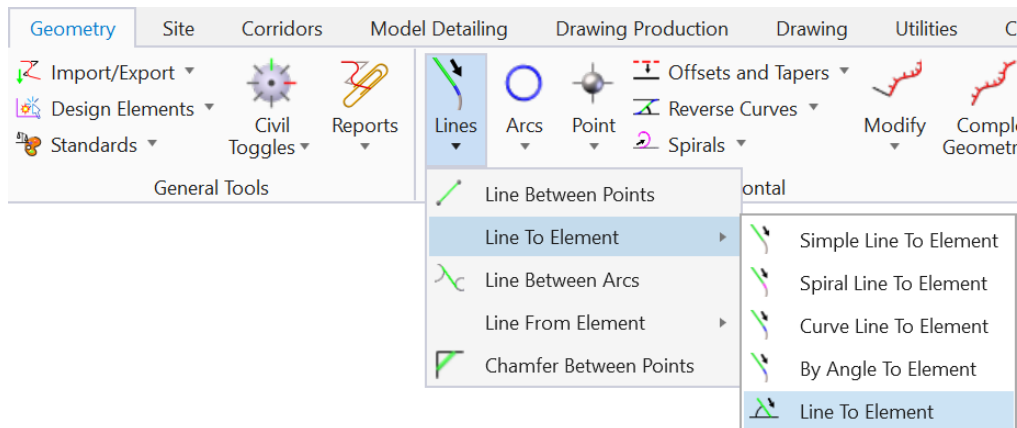 Geometry Site Corridors Model Detailing Drawing Production Drawing Utilities C
Import/Export
Design Elements
Standards
Civil
Toggles
Reports
General Tools
Lines
Arcs
Point
Offsets and Tapers
Reverse Curves
Spirals
Modify
Comple
Geometr
ontal
Line Between Points
Line To Element
Line Between Arcs
Line From Element
Chamfer Between Points
Simple Line To Element
Spiral Line To Element
Curve Line To Element
By Angle To Element
Line To Element